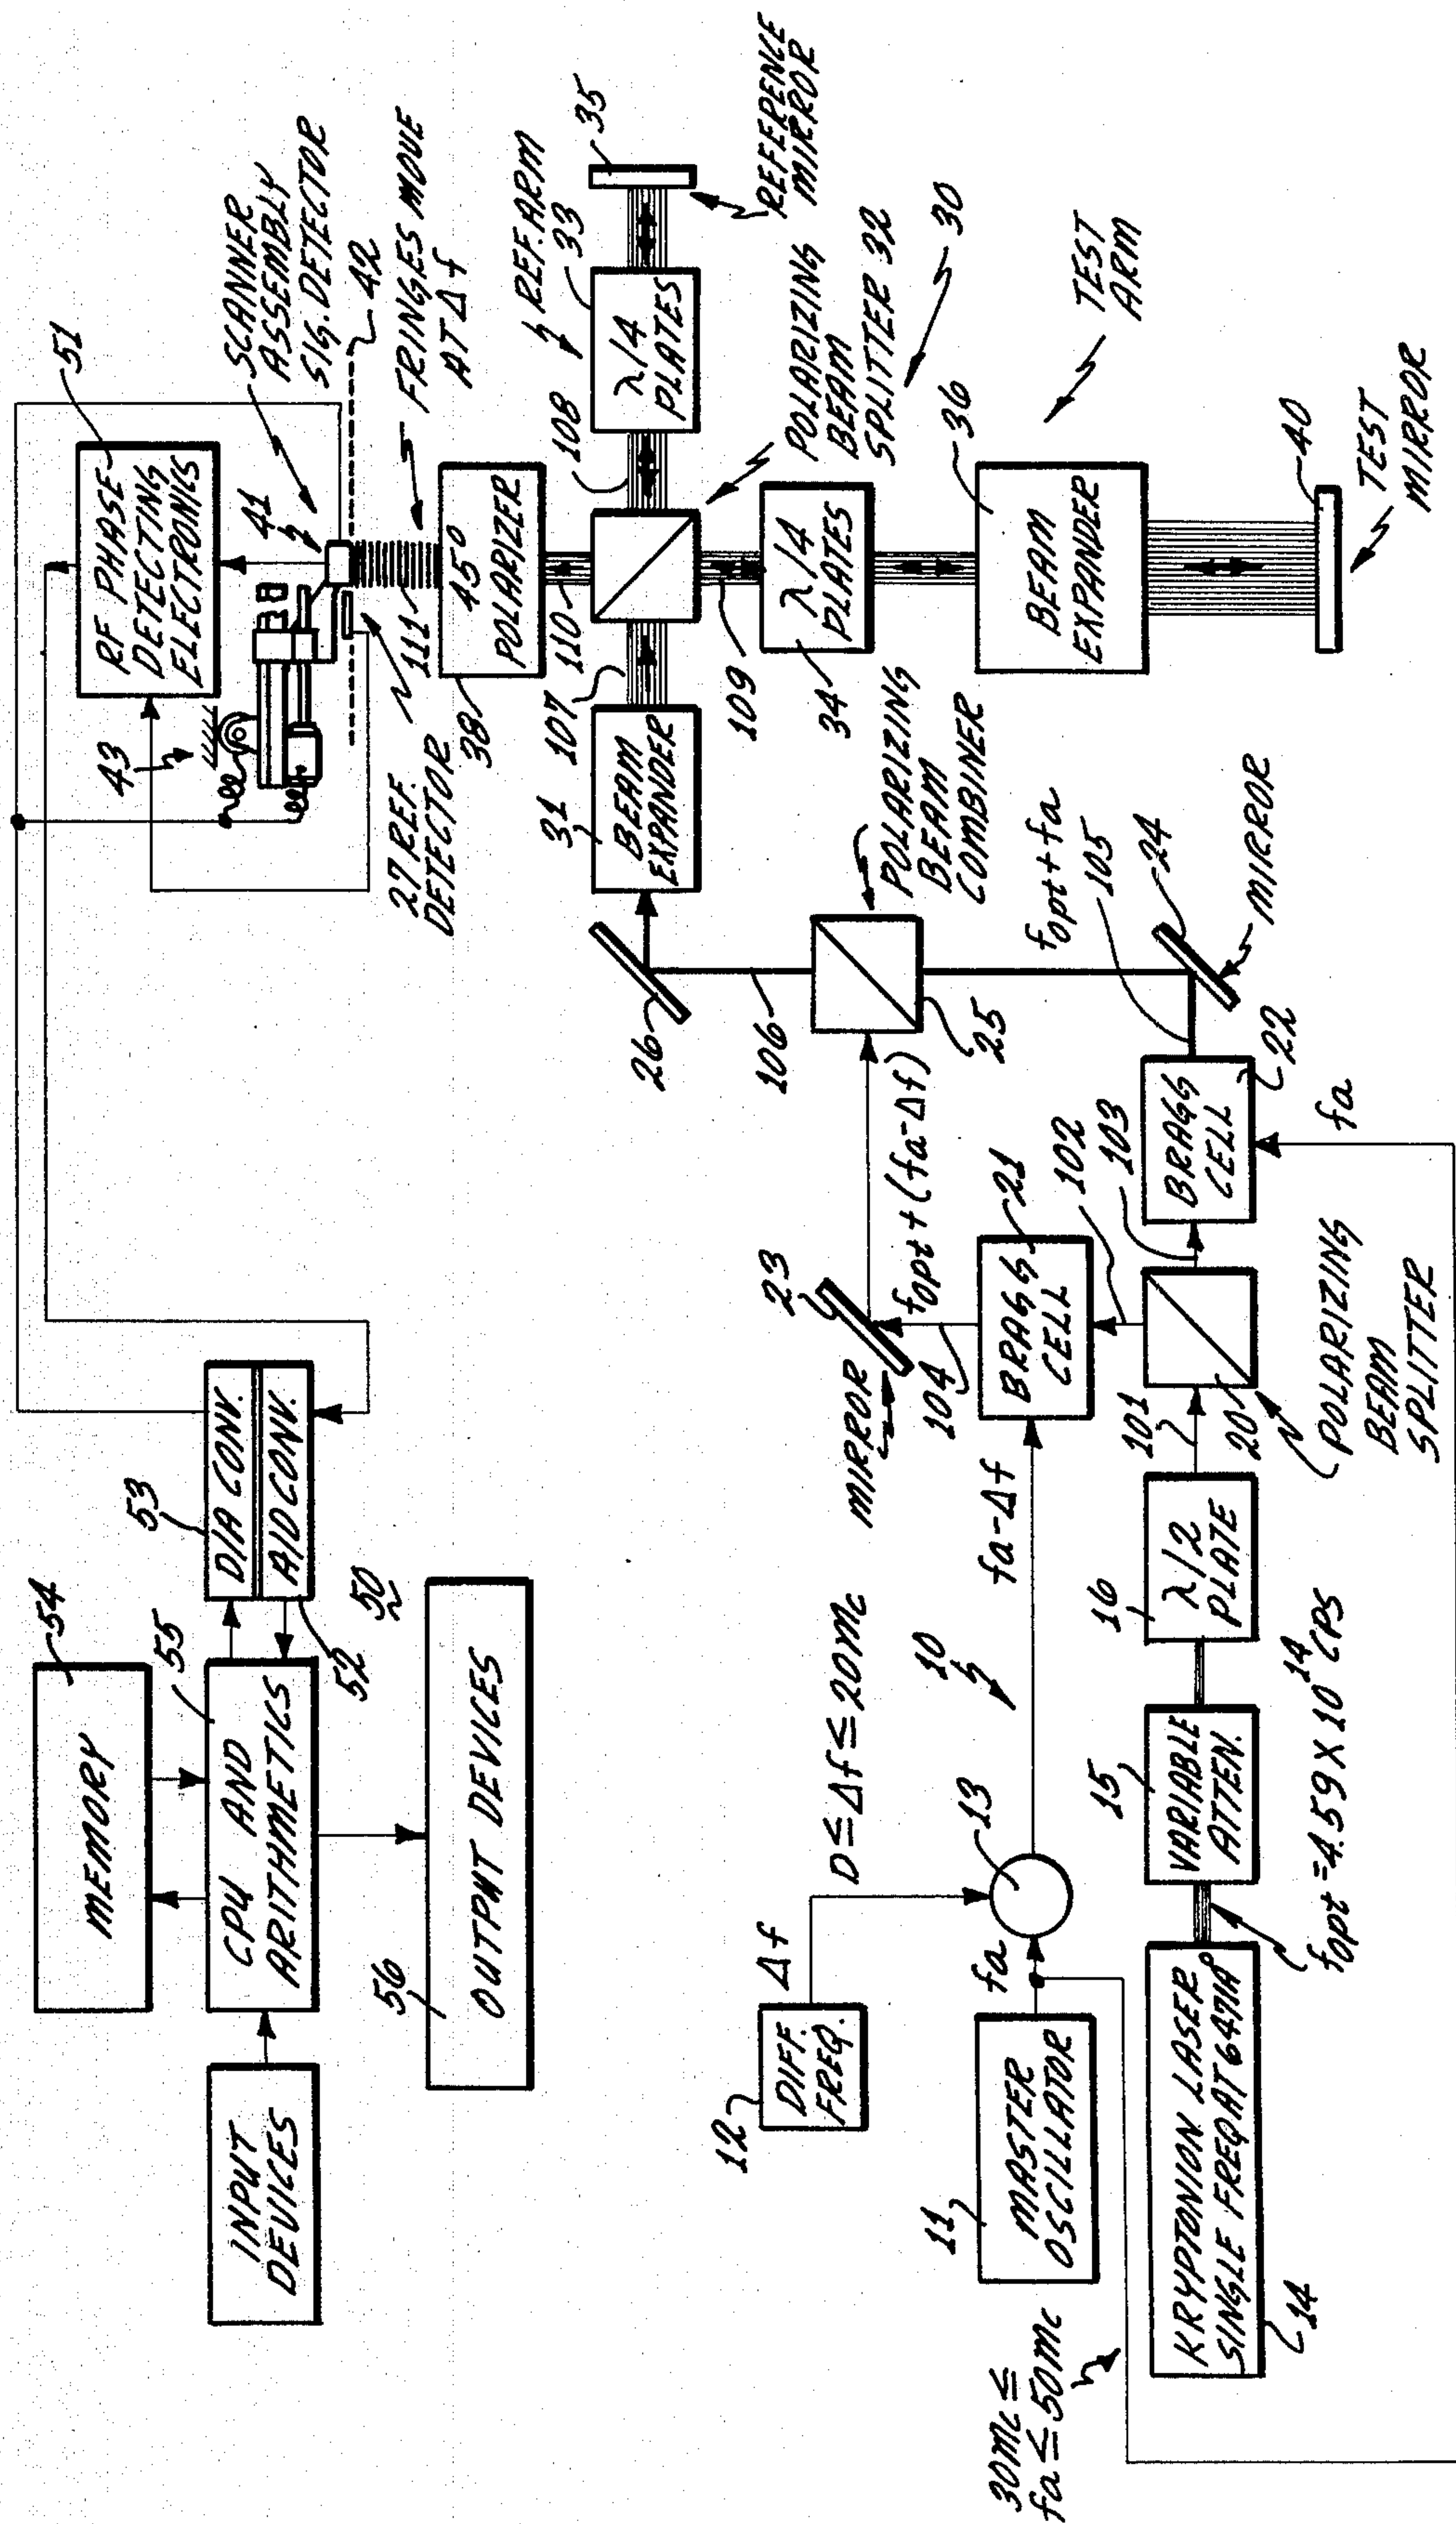 MEMORY
54
INPUT
DEVICES
CPU AND
ARITHMETICS
55
D/A CONV.
A/D CONV.
53
52
50
56
OUTPUT DEVICES
RF PHASE
DETECTING
ELECTRONICS
51
43
41
SCANNER
ASSEMBLY
SIG. DETECTOR
42
27 REF.
DETECTOR
111
FRINGES MOVE
AT Δf
38
45°
POLARIZER
110
107
31
BEAM
EXPANDER
108
REF. ARM
33
λ/4
PLATES
35
REFERENCE
MIRROR
POLARIZING
BEAM
SPLITTER 32
30
109
34
λ/4
PLATES
36
BEAM
EXPANDER
TEST
ARM
40
TEST
MIRROR
26
106
25
POLARIZING
BEAM
COMBINER
fopt+fa
105
24
MIRROR
23
MIRROR
104
fopt+(fa-Δf)
BRAGG
CELL
21
102
103
BRAGG
CELL
22
fa
101
20
POLARIZING
BEAM
SPLITTER
12
DIFF.
FREQ.
Δf
D≤Δf≤20Mc
10
13
fa-Δf
fa
11
MASTER
OSCILLATOR
30Mc≤
fa≤50Mc
14
KRYPTONION LASER
SINGLE FREQ AT 6471A°
15
VARIABLE
ATTEN.
16
λ/2
PLATE
fopt=4.59X10^14 CPS